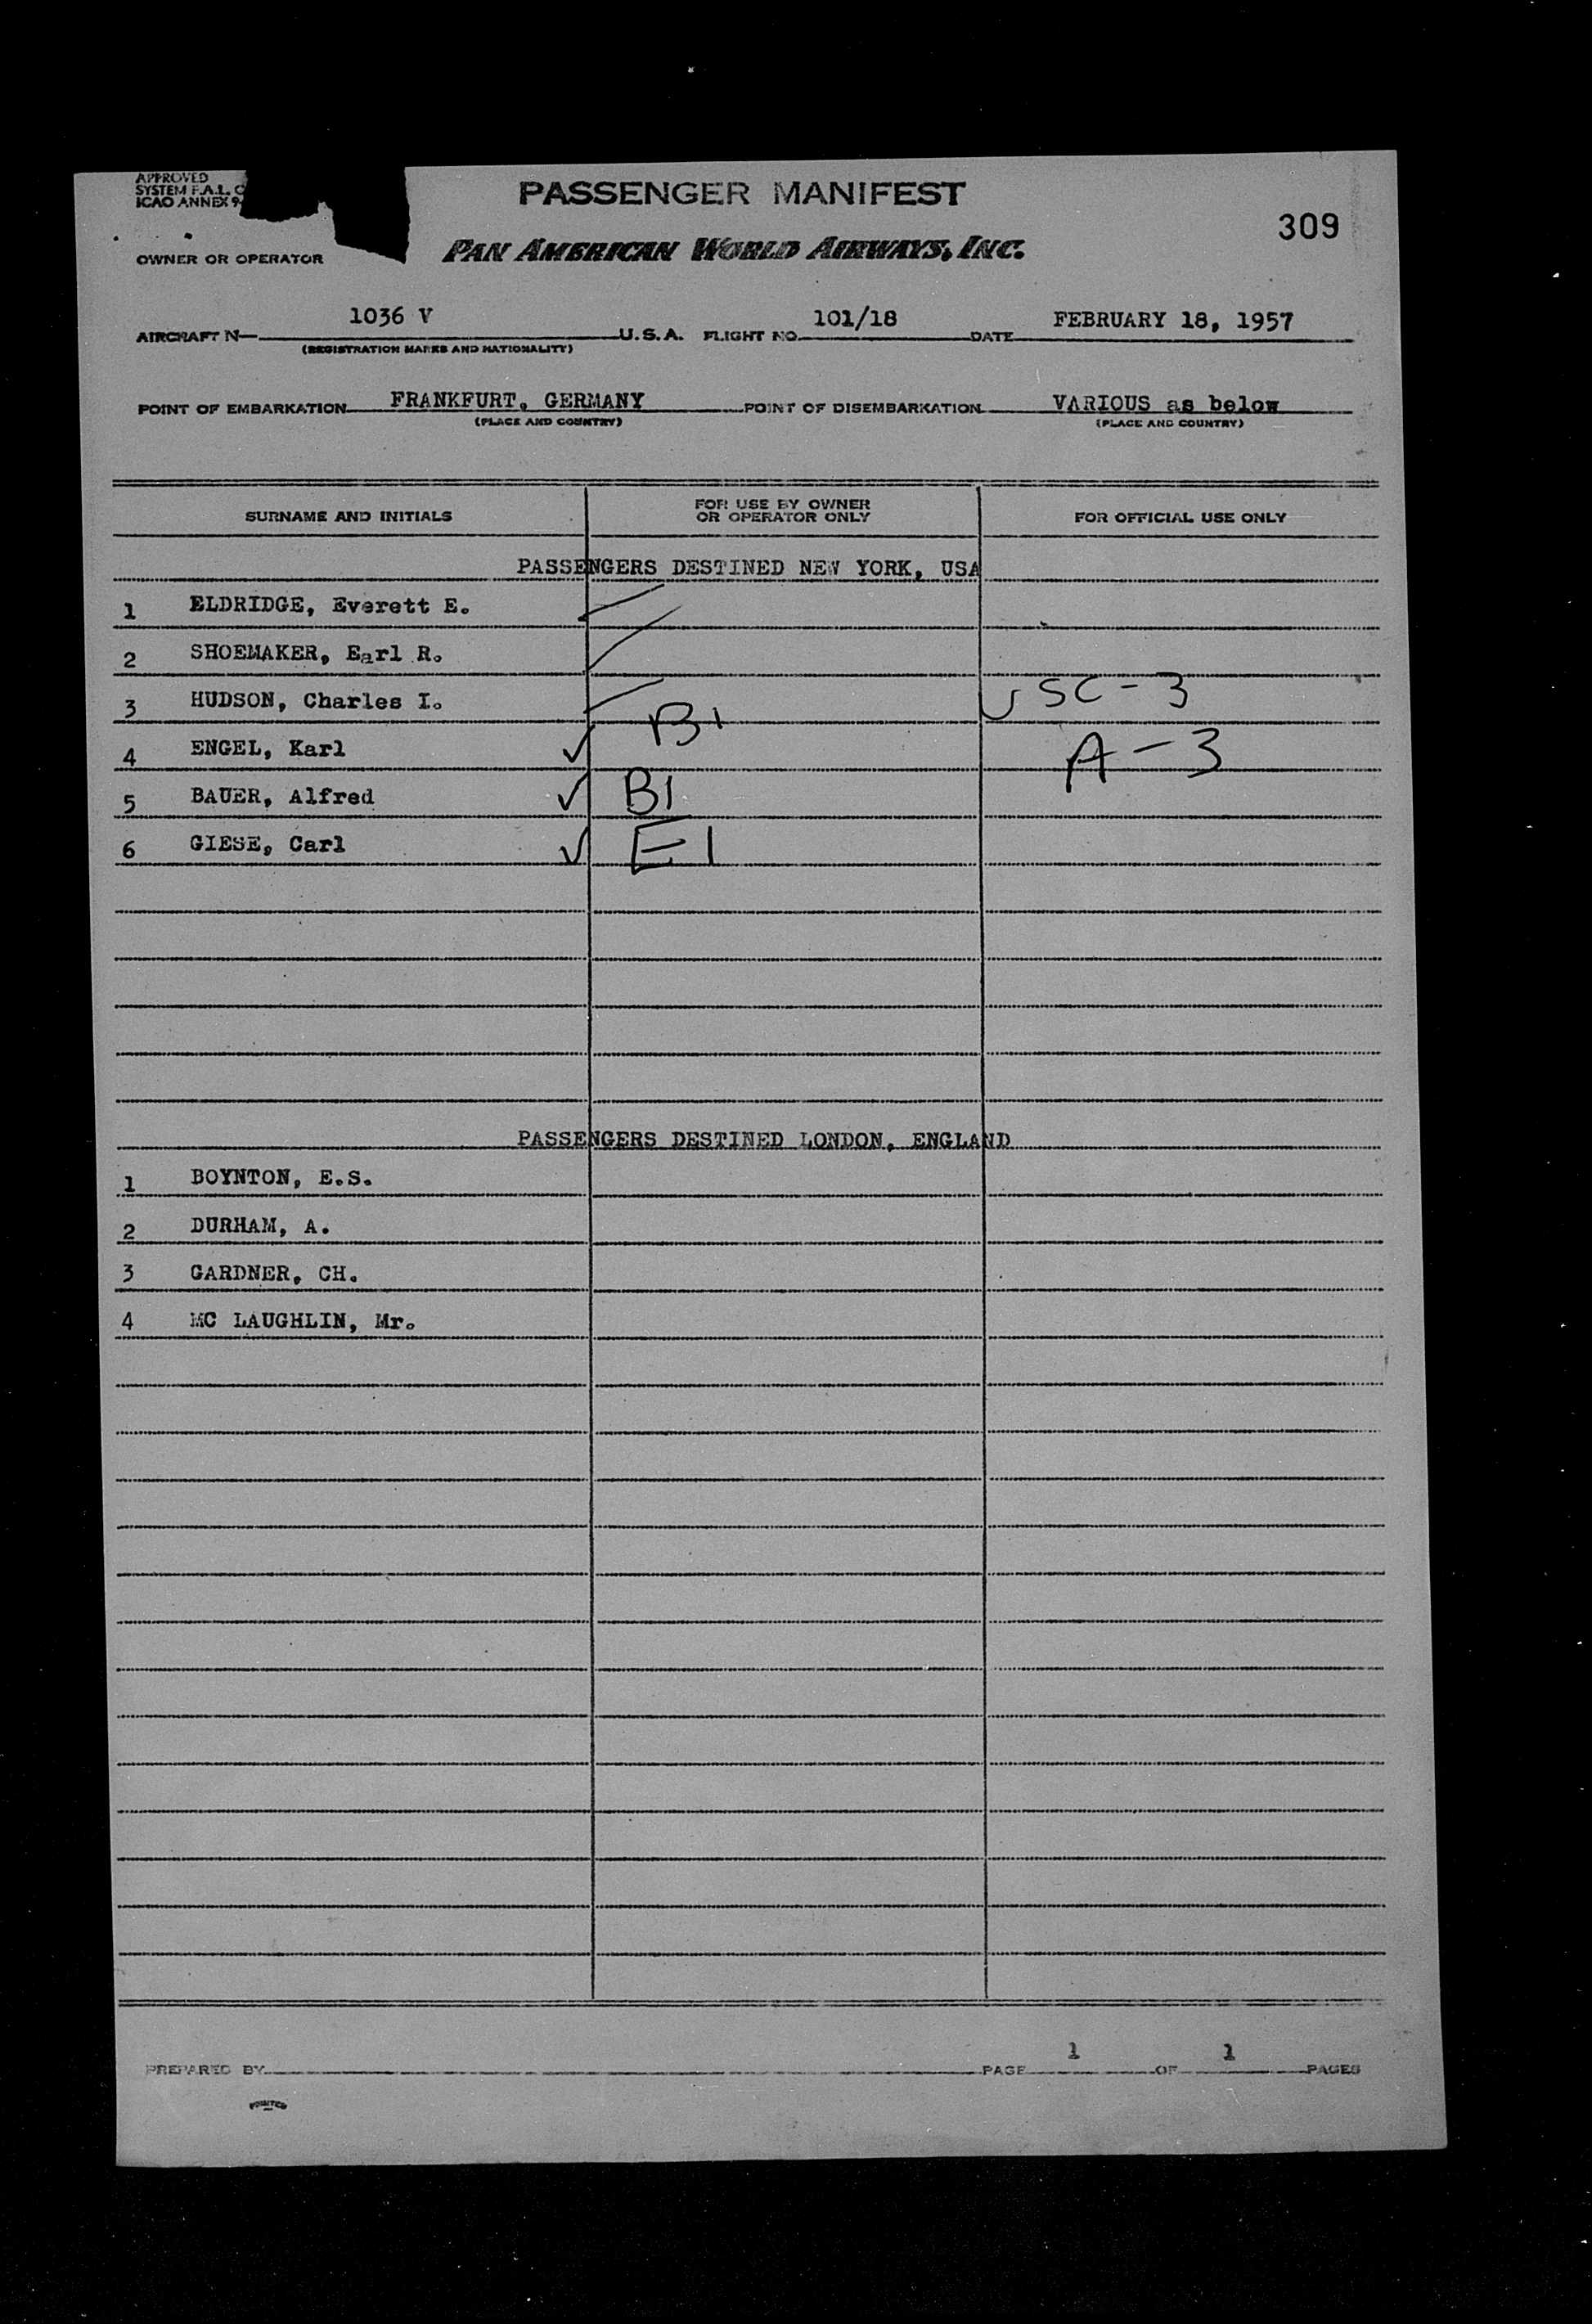 APPROVED
SYSTEM F.A.L.
ICAO ANNEX 9
PASSENGER MANIFEST
309
OWNER OR OPERATOR PAN AMERICAN WORLD AIRWAYS, INC.
AIRCRAFT N— 1036 V U.S.A. FLIGHT NO. 101/18 DATE FEBRUARY 18, 1957
(REGISTRATION MARKS AND NATIONALITY)
POINT OF EMBARKATION FRANKFURT, GERMANY POINT OF DISEMBARKATION VARIOUS as below
(PLACE AND COUNTRY) (PLACE AND COUNTRY)
SURNAME AND INITIALS FOR USE BY OWNER OR OPERATOR ONLY FOR OFFICIAL USE ONLY
PASSENGERS DESTINED NEW YORK, USA
1 ELDRIDGE, Everett E.
2 SHOEMAKER, Earl R.
3 HUDSON, Charles I. USC-3
4 ENGEL, Karl ✓ B1 A-3
5 BAUER, Alfred ✓ B1
6 GIESE, Carl ✓ E1
PASSENGERS DESTINED LONDON, ENGLAND
1 BOYNTON, E.S.
2 DURHAM, A.
3 GARDNER, CH.
4 MC LAUGHLIN, Mr.
PREPARED BY PAGE 1 OF 1 PAGES